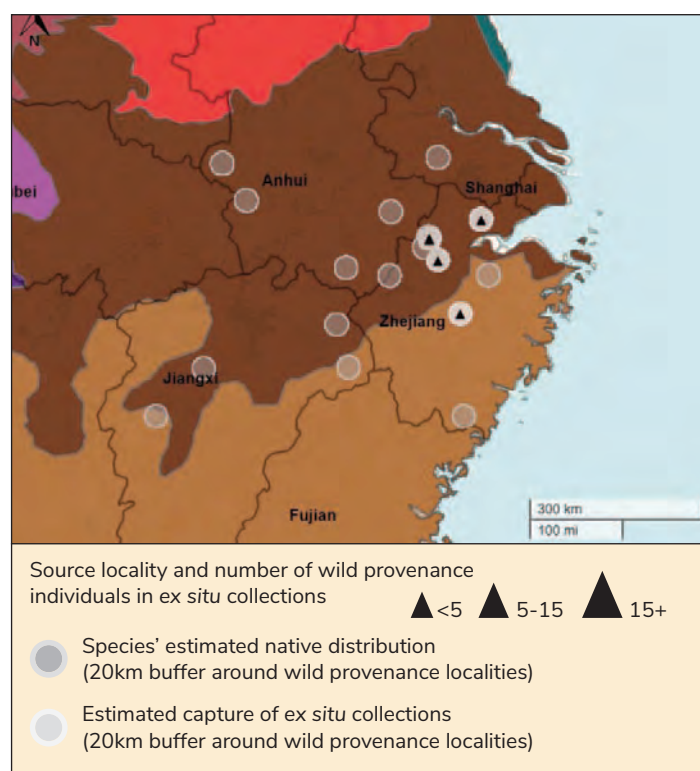 N
Anhui
bei
Shanghai
Zhejiang
Jiangxi
Fujian
300 km
100 mi
Source locality and number of wild provenance
individuals in ex situ collections
<5
5-15
15+
Species’ estimated native distribution
(20km buffer around wild provenance localities)
Estimated capture of ex situ collections
(20km buffer around wild provenance localities)